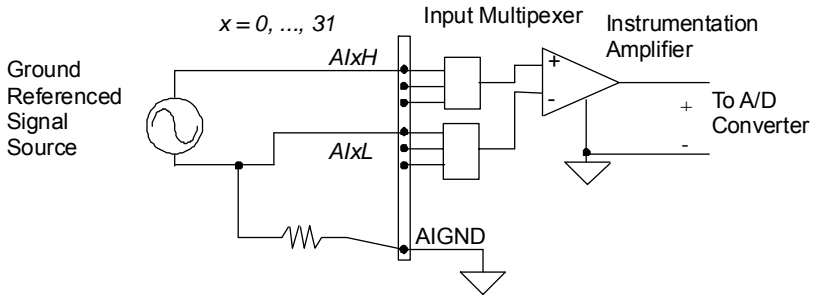 x = 0, ..., 31
Input Multipexer
Instrumentation
Amplifier
Ground
Referenced
Signal
Source
AIxH
AIxL
AIGND
+
-
+
-
To A/D
Converter